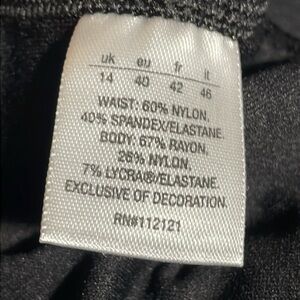 uk eu fr it
14 40 42 46
WAIST: 60% NYLON,
40% SPANDEX/ELASTANE.
BODY: 67% RAYON,
26% NYLON,
7% LYCRA®/ELASTANE.
EXCLUSIVE OF DECORATION.
RN#112121